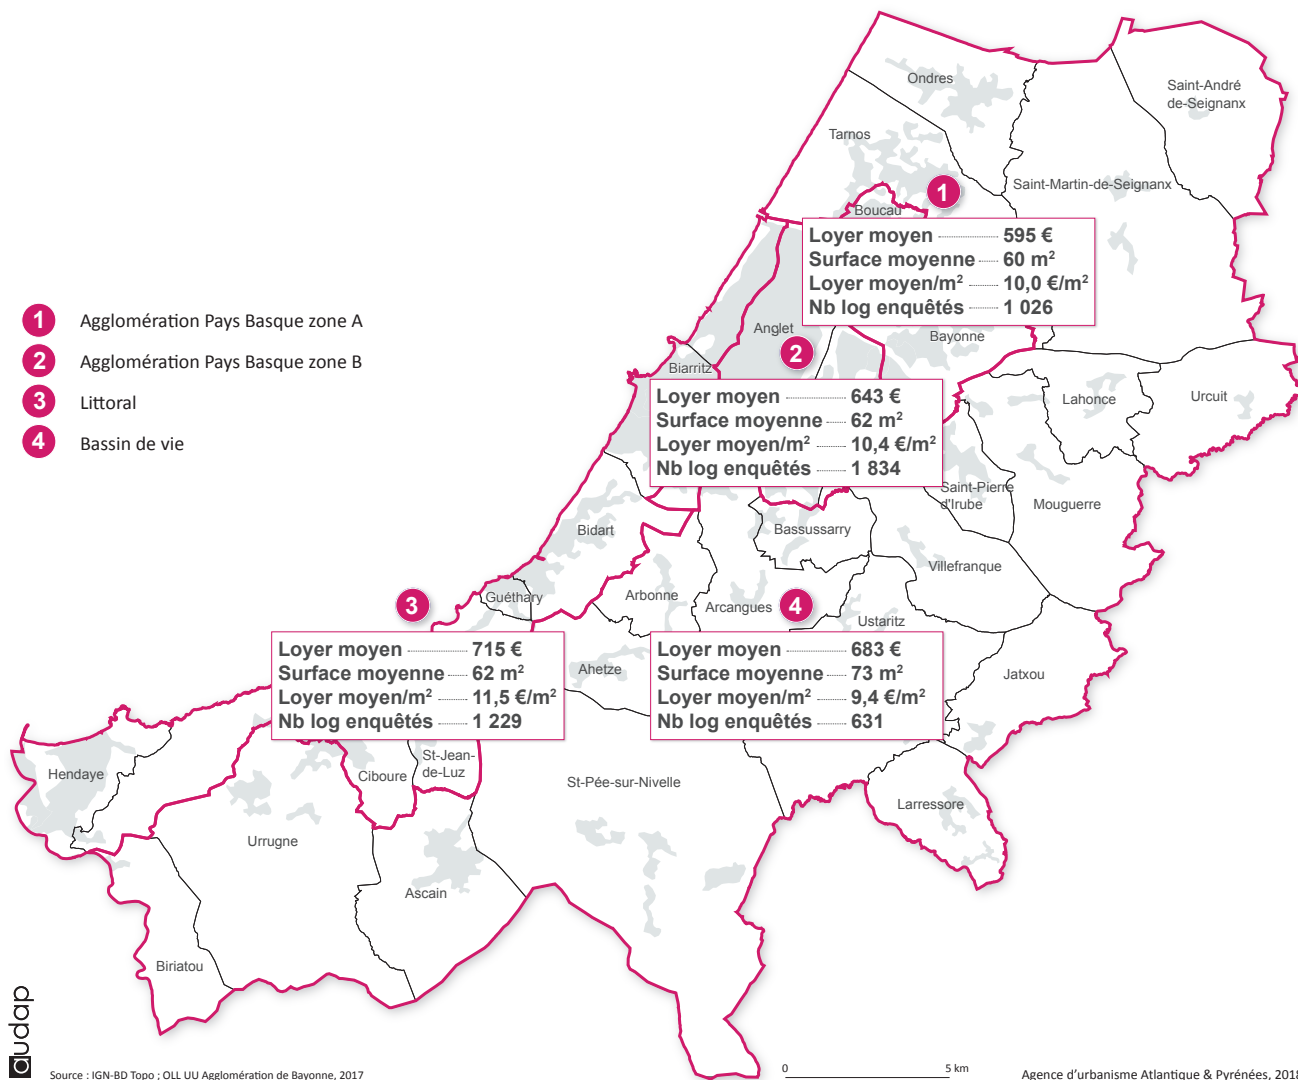 Ondres
Saint-André
de-Seignanx
Tarnos
1
Saint-Martin-de-Seignanx
Boucau
Loyer moyen 595 €
Surface moyenne 60 m²
Loyer moyen/m² 10,0 €/m²
Nb log enquêtés 1 026
1 Agglomération Pays Basque zone A
2 Agglomération Pays Basque zone B
3 Littoral
4 Bassin de vie
Anglet
2
Bayonne
Biarritz
Loyer moyen 643 €
Surface moyenne 62 m²
Loyer moyen/m² 10,4 €/m²
Nb log enquêtés 1 834
Lahonce
Urcuit
Saint-Pierre
d'Irube
Mouguerre
Bidart
Bassussarry
Villefranque
Guéthary
Arbonne
Arcangues
3
4
Ustaritz
Loyer moyen 715 €
Surface moyenne 62 m²
Loyer moyen/m² 11,5 €/m²
Nb log enquêtés 1 229
Ahetze
Loyer moyen 683 €
Surface moyenne 73 m²
Loyer moyen/m² 9,4 €/m²
Nb log enquêtés 631
Jatxou
Hendaye
Ciboure
St-Jean-
de-Luz
St-Pée-sur-Nivelle
Larressore
Urrugne
Ascain
Biriatou
audap
Source : IGN-BD Topo ; OLL UU Agglomération de Bayonne, 2017
0 5 km
Agence d'urbanisme Atlantique & Pyrénées, 2018